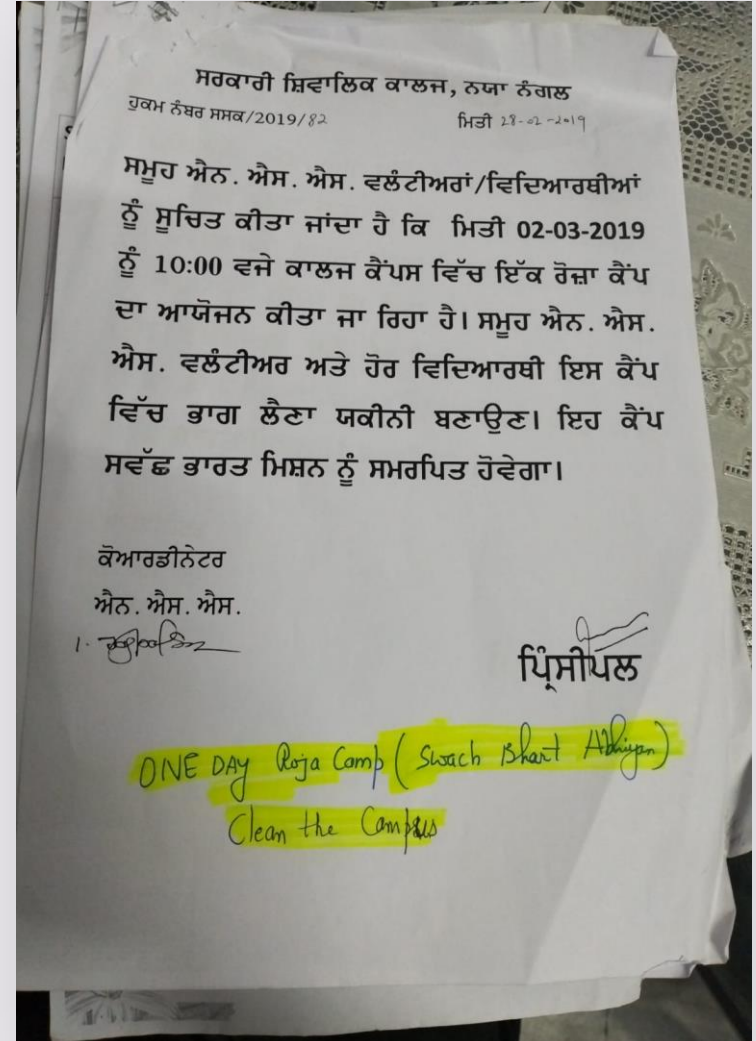 ਸਰਕਾਰੀ ਸ਼ਿਵਾਲਿਕ ਕਾਲਜ, ਨਯਾ ਨੰਗਲ
ਹੁਕਮ ਨੰਬਰ ਸਸਕ/2019/82 ਮਿਤੀ 28-02-2019
ਸਮੂਹ ਐਨ. ਐਸ. ਐਸ. ਵਲੰਟੀਅਰਾਂ/ਵਿਦਿਆਰਥੀਆਂ
ਨੂੰ ਸੂਚਿਤ ਕੀਤਾ ਜਾਂਦਾ ਹੈ ਕਿ ਮਿਤੀ 02-03-2019
ਨੂੰ 10:00 ਵਜੇ ਕਾਲਜ ਕੈਂਪਸ ਵਿੱਚ ਇੱਕ ਰੋਜ਼ਾ ਕੈਂਪ
ਦਾ ਆਯੋਜਨ ਕੀਤਾ ਜਾ ਰਿਹਾ ਹੈ। ਸਮੂਹ ਐਨ. ਐਸ.
ਐਸ. ਵਲੰਟੀਅਰ ਅਤੇ ਹੋਰ ਵਿਦਿਆਰਥੀ ਇਸ ਕੈਂਪ
ਵਿੱਚ ਭਾਗ ਲੈਣਾ ਯਕੀਨੀ ਬਣਾਉਣ। ਇਹ ਕੈਂਪ
ਸਵੱਛ ਭਾਰਤ ਮਿਸ਼ਨ ਨੂੰ ਸਮਰਪਿਤ ਹੋਵੇਗਾ।
ਕੋਆਰਡੀਨੇਟਰ
ਐਨ. ਐਸ. ਐਸ.
1.
ਪ੍ਰਿੰਸੀਪਲ
ONE DAY Roja Camp (Swach Bhart Abhiyan)
Clean the Campus